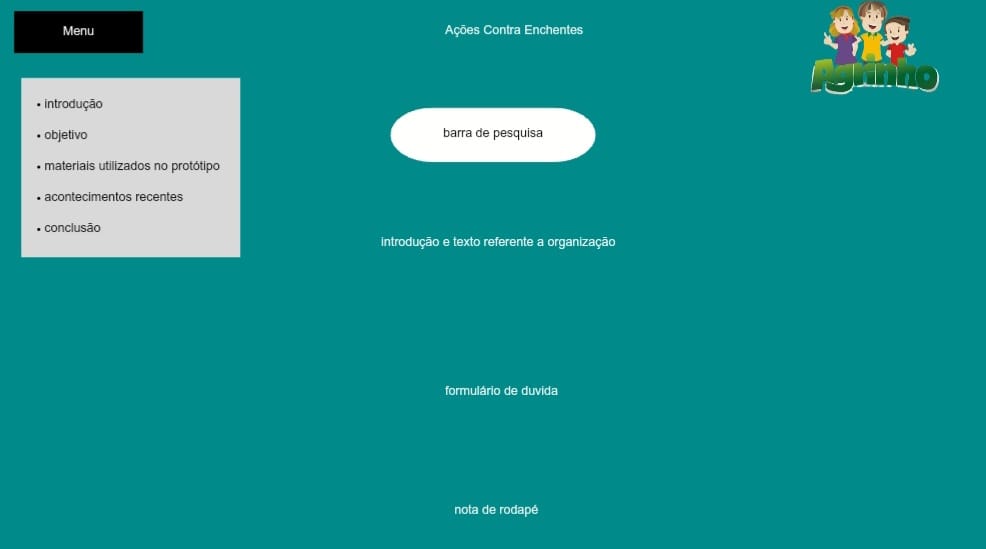 Menu
Ações Contra Enchentes
Agrinho
• introdução
• objetivo
• materiais utilizados no protótipo
• acontecimentos recentes
• conclusão
barra de pesquisa
introdução e texto referente a organização
formulário de duvida
nota de rodapé